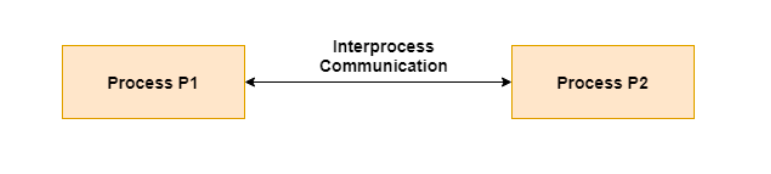 Interprocess
Communication
Process P1
Process P2